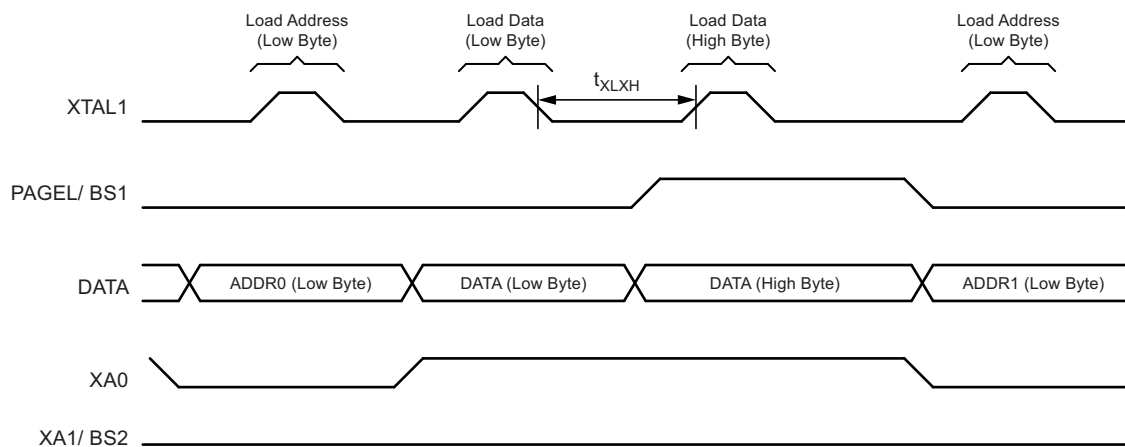 Load Address
(Low Byte)
Load Data
(Low Byte)
Load Data
(High Byte)
Load Address
(Low Byte)
tXLXH
XTAL1
PAGEL/ BS1
DATA
ADDR0 (Low Byte)
DATA (Low Byte)
DATA (High Byte)
ADDR1 (Low Byte)
XA0
XA1/ BS2